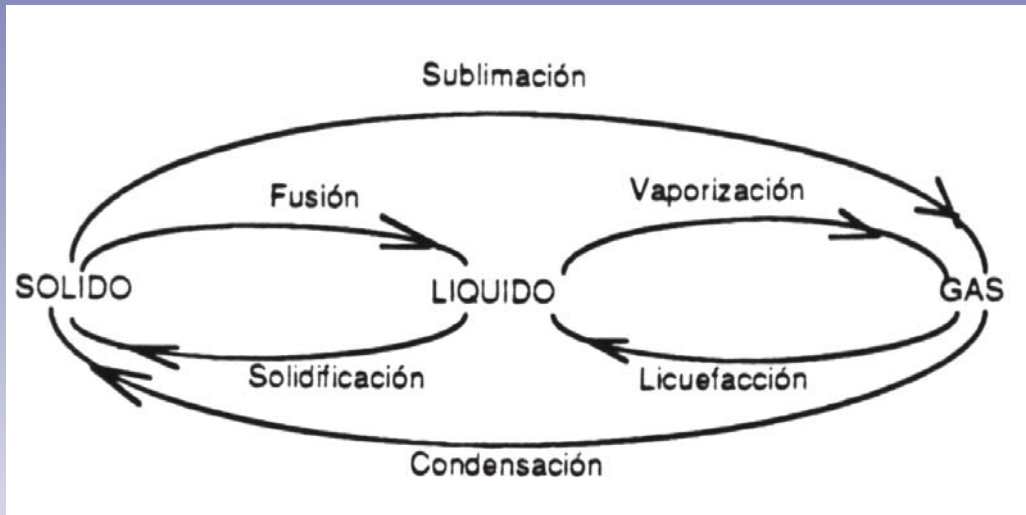 Sublimación
Fusión
Vaporización
SOLIDO
LIQUIDO
GAS
Solidificación
Licuefacción
Condensación